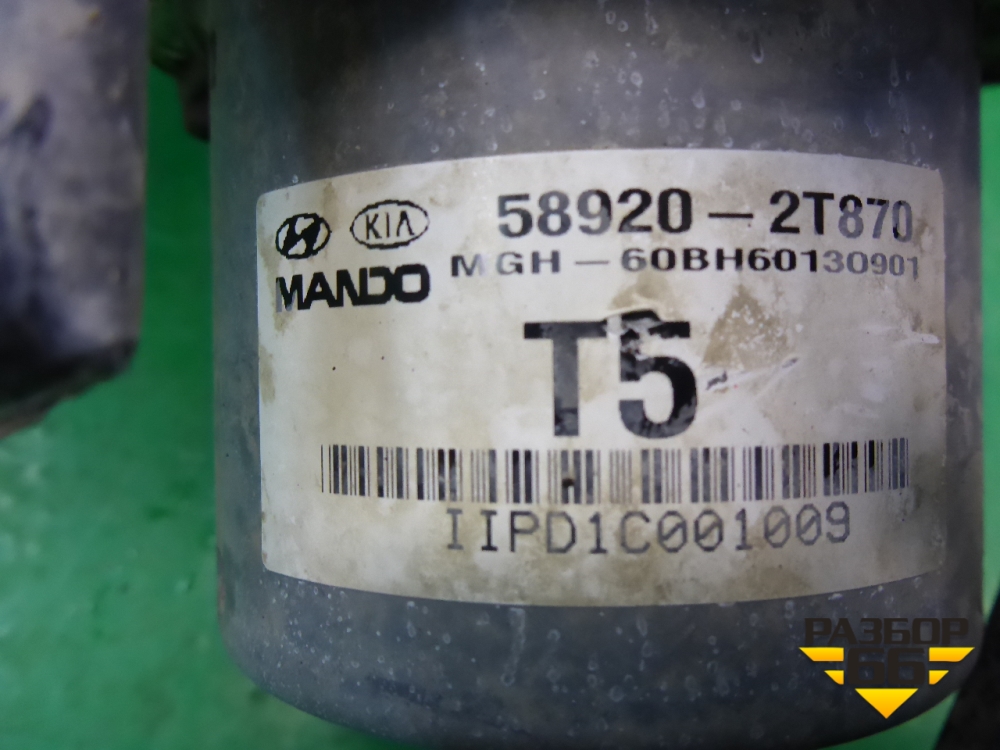 KIA 58920-2T870
MANDO MGH-60BH60130901
T5
IIPD1C001009
РАЗБОР
66